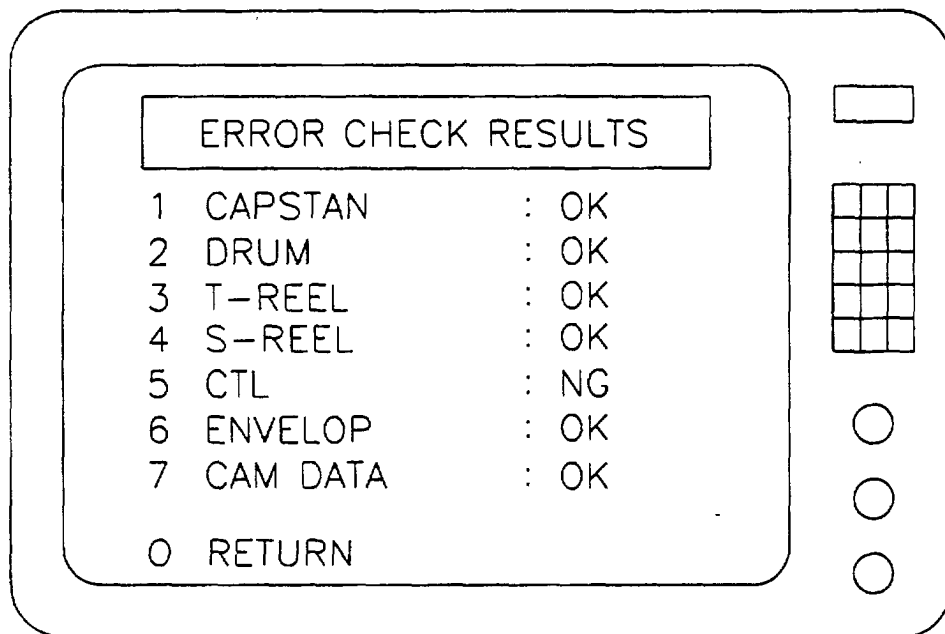 ERROR CHECK RESULTS
1 CAPSTAN : OK
2 DRUM : OK
3 T-REEL : OK
4 S-REEL : OK
5 CTL : NG
6 ENVELOP : OK
7 CAM DATA : OK
0 RETURN